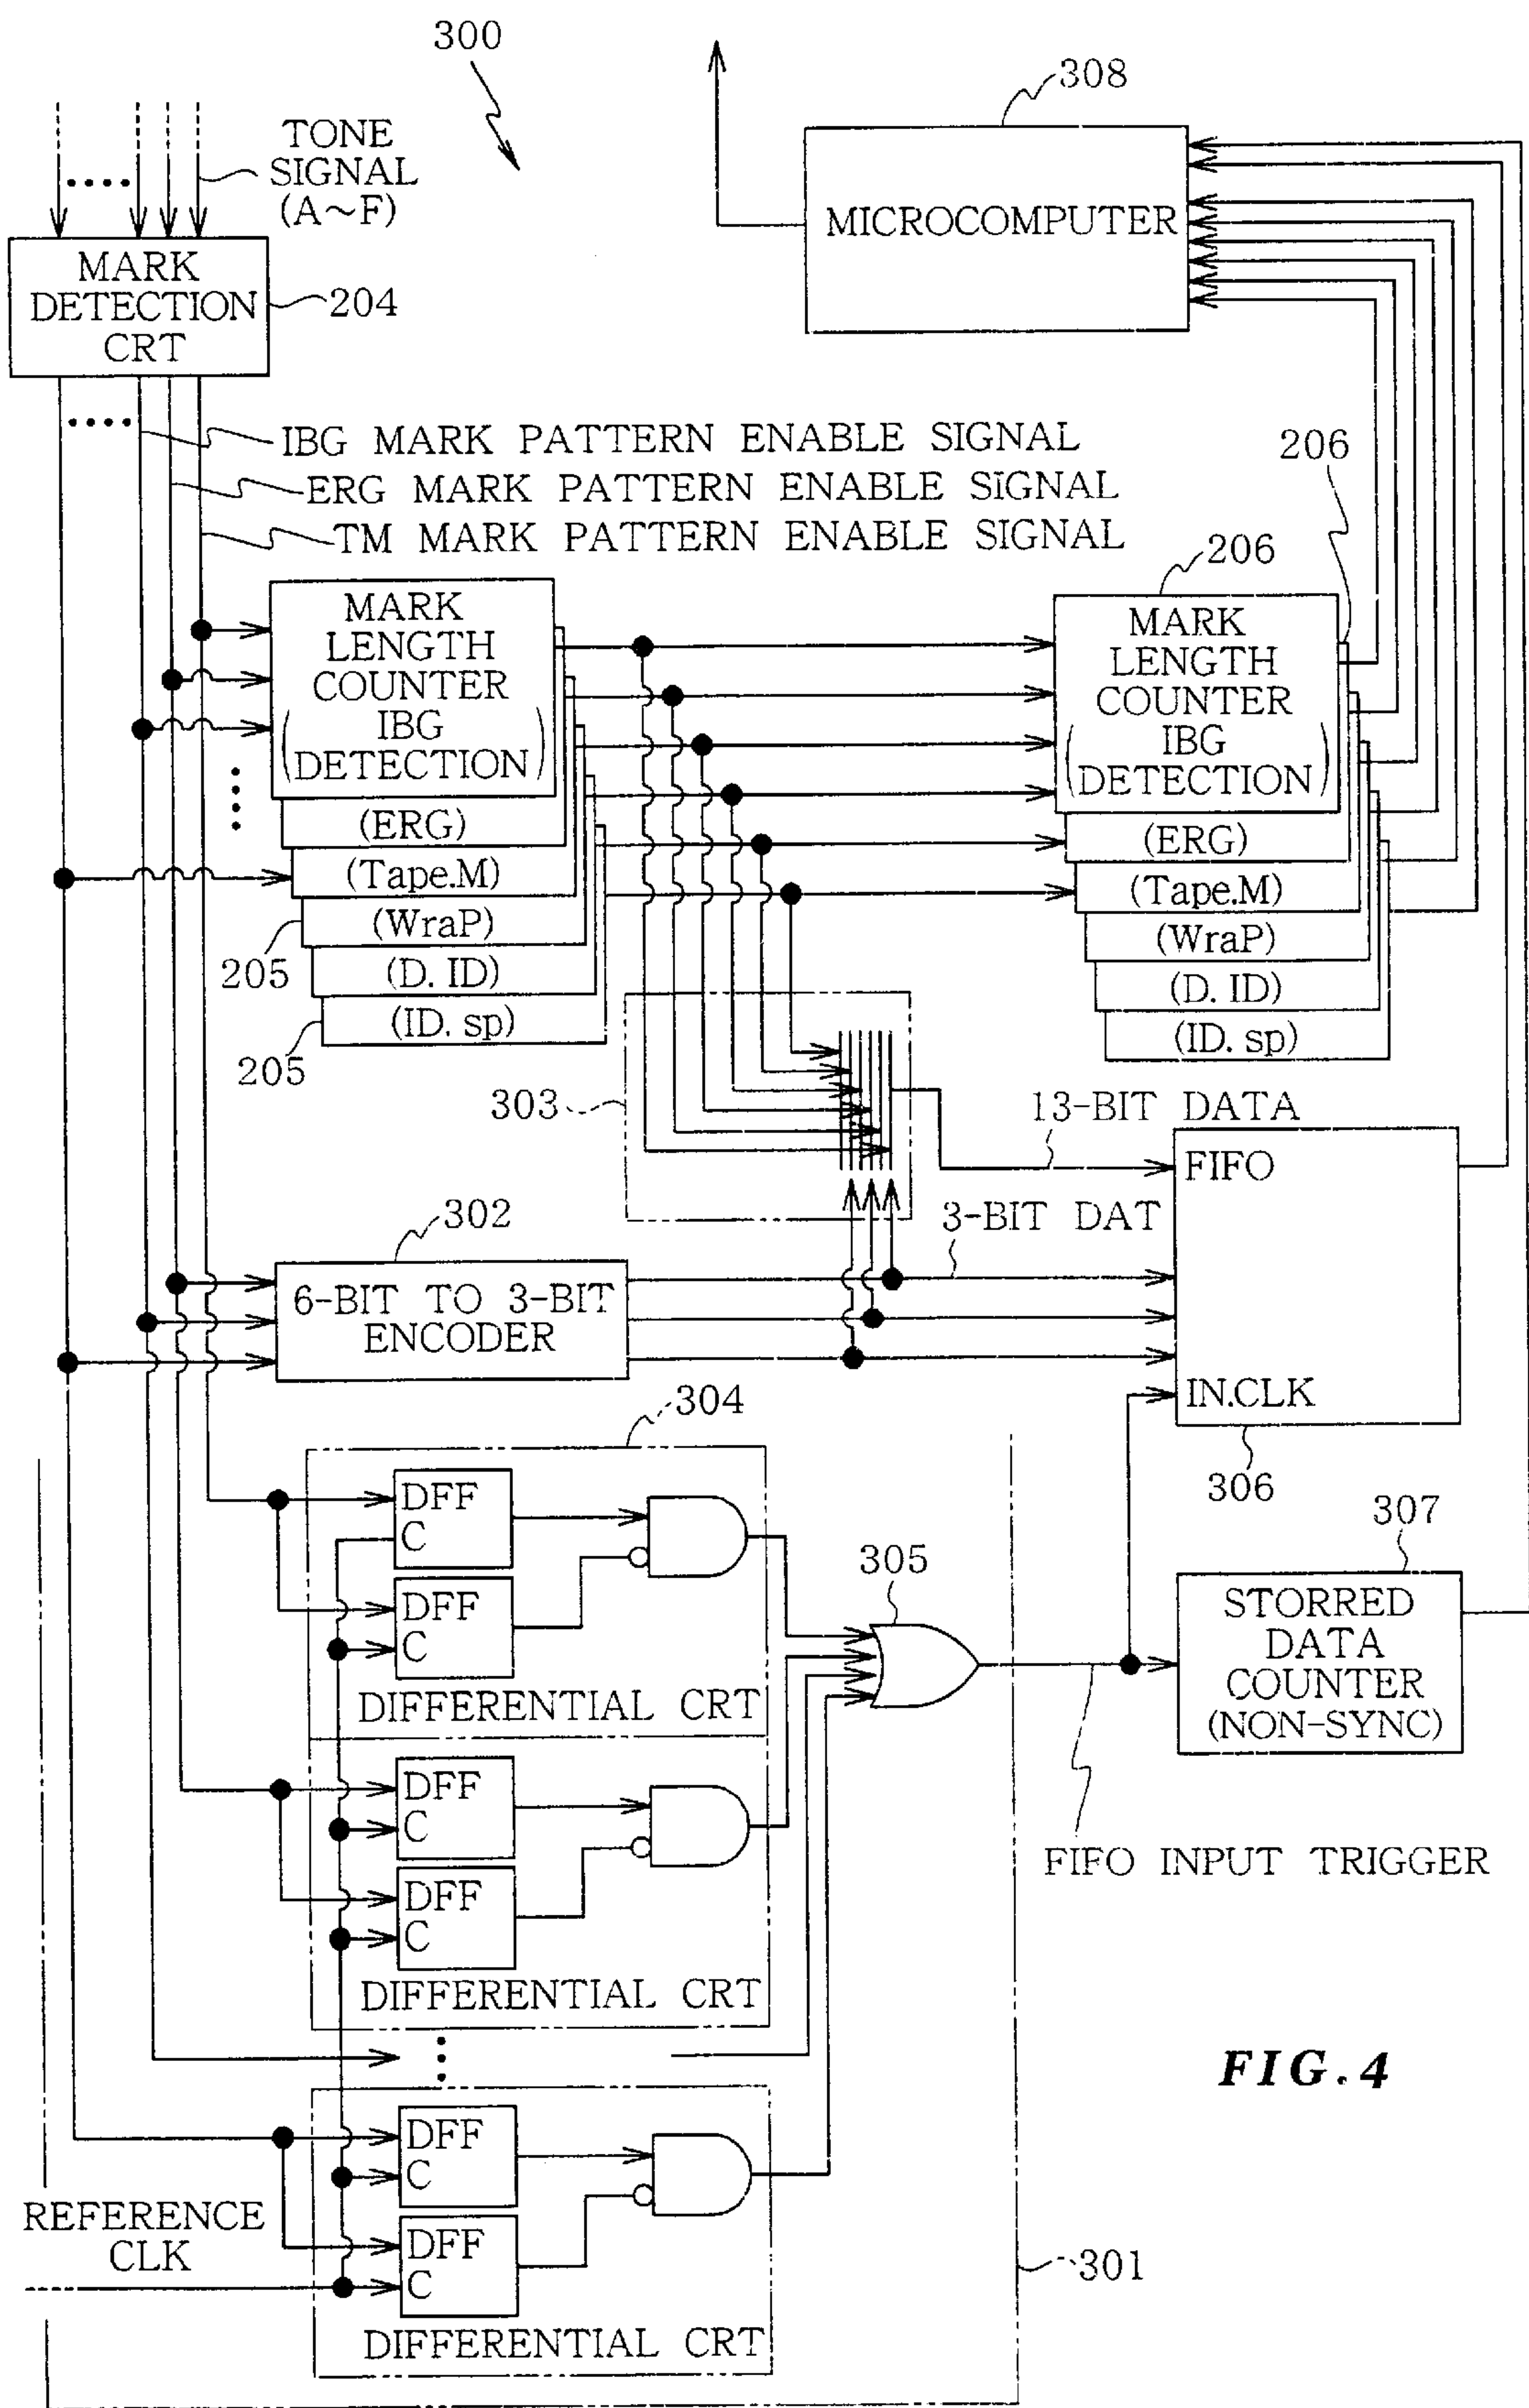 300
308
TONE
SIGNAL
(A~F)
MICROCOMPUTER
MARK
DETECTION
CRT
204
IBG MARK PATTERN ENABLE SIGNAL
ERG MARK PATTERN ENABLE SIGNAL
TM MARK PATTERN ENABLE SIGNAL
206
206
MARK
LENGTH
COUNTER
IBG
(DETECTION)
(ERG)
(Tape.M)
(WraP)
(D. ID)
(ID. sp)
205
205
MARK
LENGTH
COUNTER
IBG
(DETECTION)
(ERG)
(Tape.M)
(WraP)
(D. ID)
(ID. sp)
303
13-BIT DATA
FIFO
3-BIT DAT
302
6-BIT TO 3-BIT
ENCODER
IN.CLK
306
304
DFF
C
DFF
C
DIFFERENTIAL CRT
305
307
STORRED
DATA
COUNTER
(NON-SYNC)
DFF
C
DFF
C
DIFFERENTIAL CRT
FIFO INPUT TRIGGER
FIG.4
DFF
C
DFF
C
DIFFERENTIAL CRT
REFERENCE
CLK
301